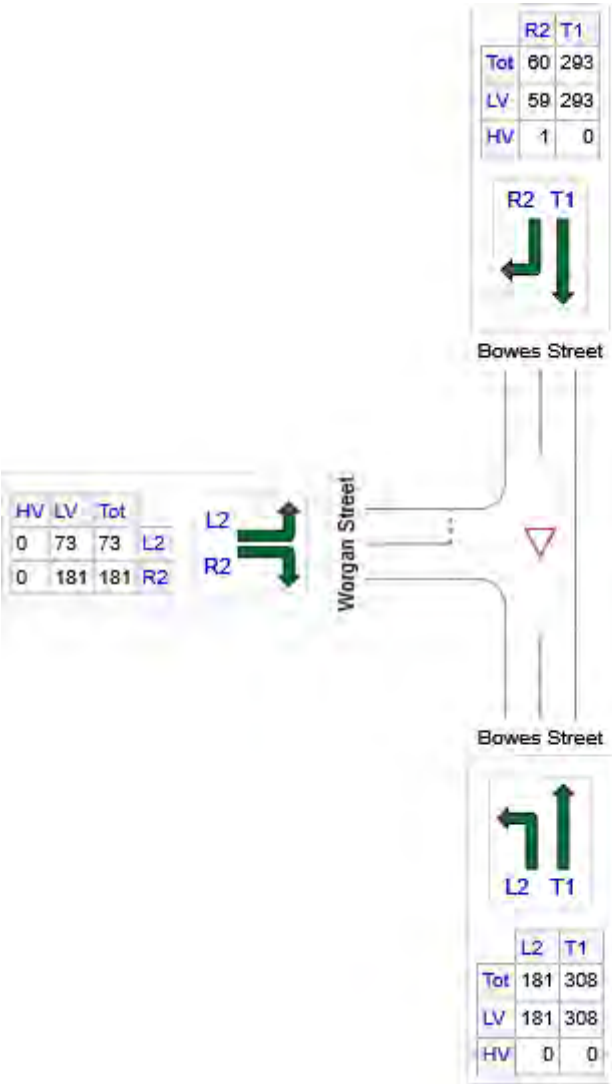 R2 T1
Tot 60 293
LV 59 293
HV 1 0
R2 T1
Bowes Street
Worgan Street
HV LV Tot
0 73 73 L2
0 181 181 R2
L2
R2
Bowes Street
L2 T1
L2 T1
Tot 181 308
LV 181 308
HV 0 0